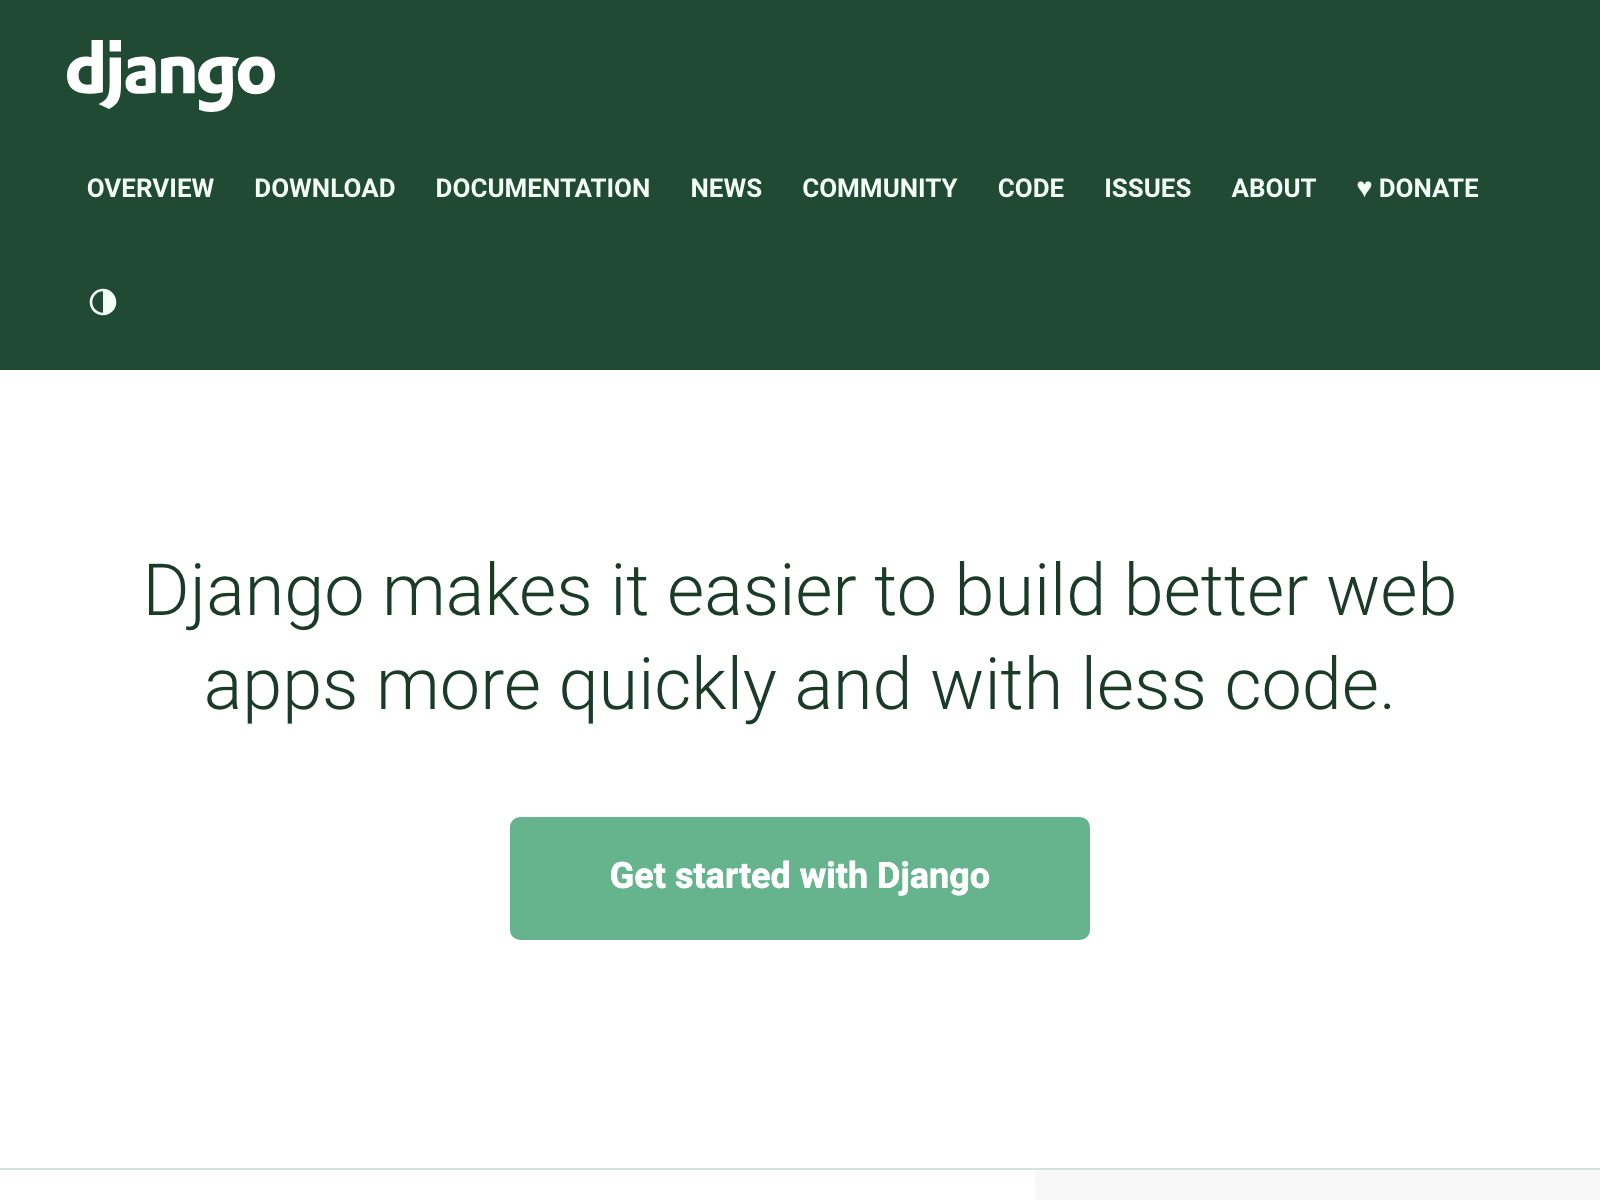 django
OVERVIEW DOWNLOAD DOCUMENTATION NEWS COMMUNITY CODE ISSUES ABOUT ♥ DONATE
Django makes it easier to build better web
apps more quickly and with less code.
Get started with Django